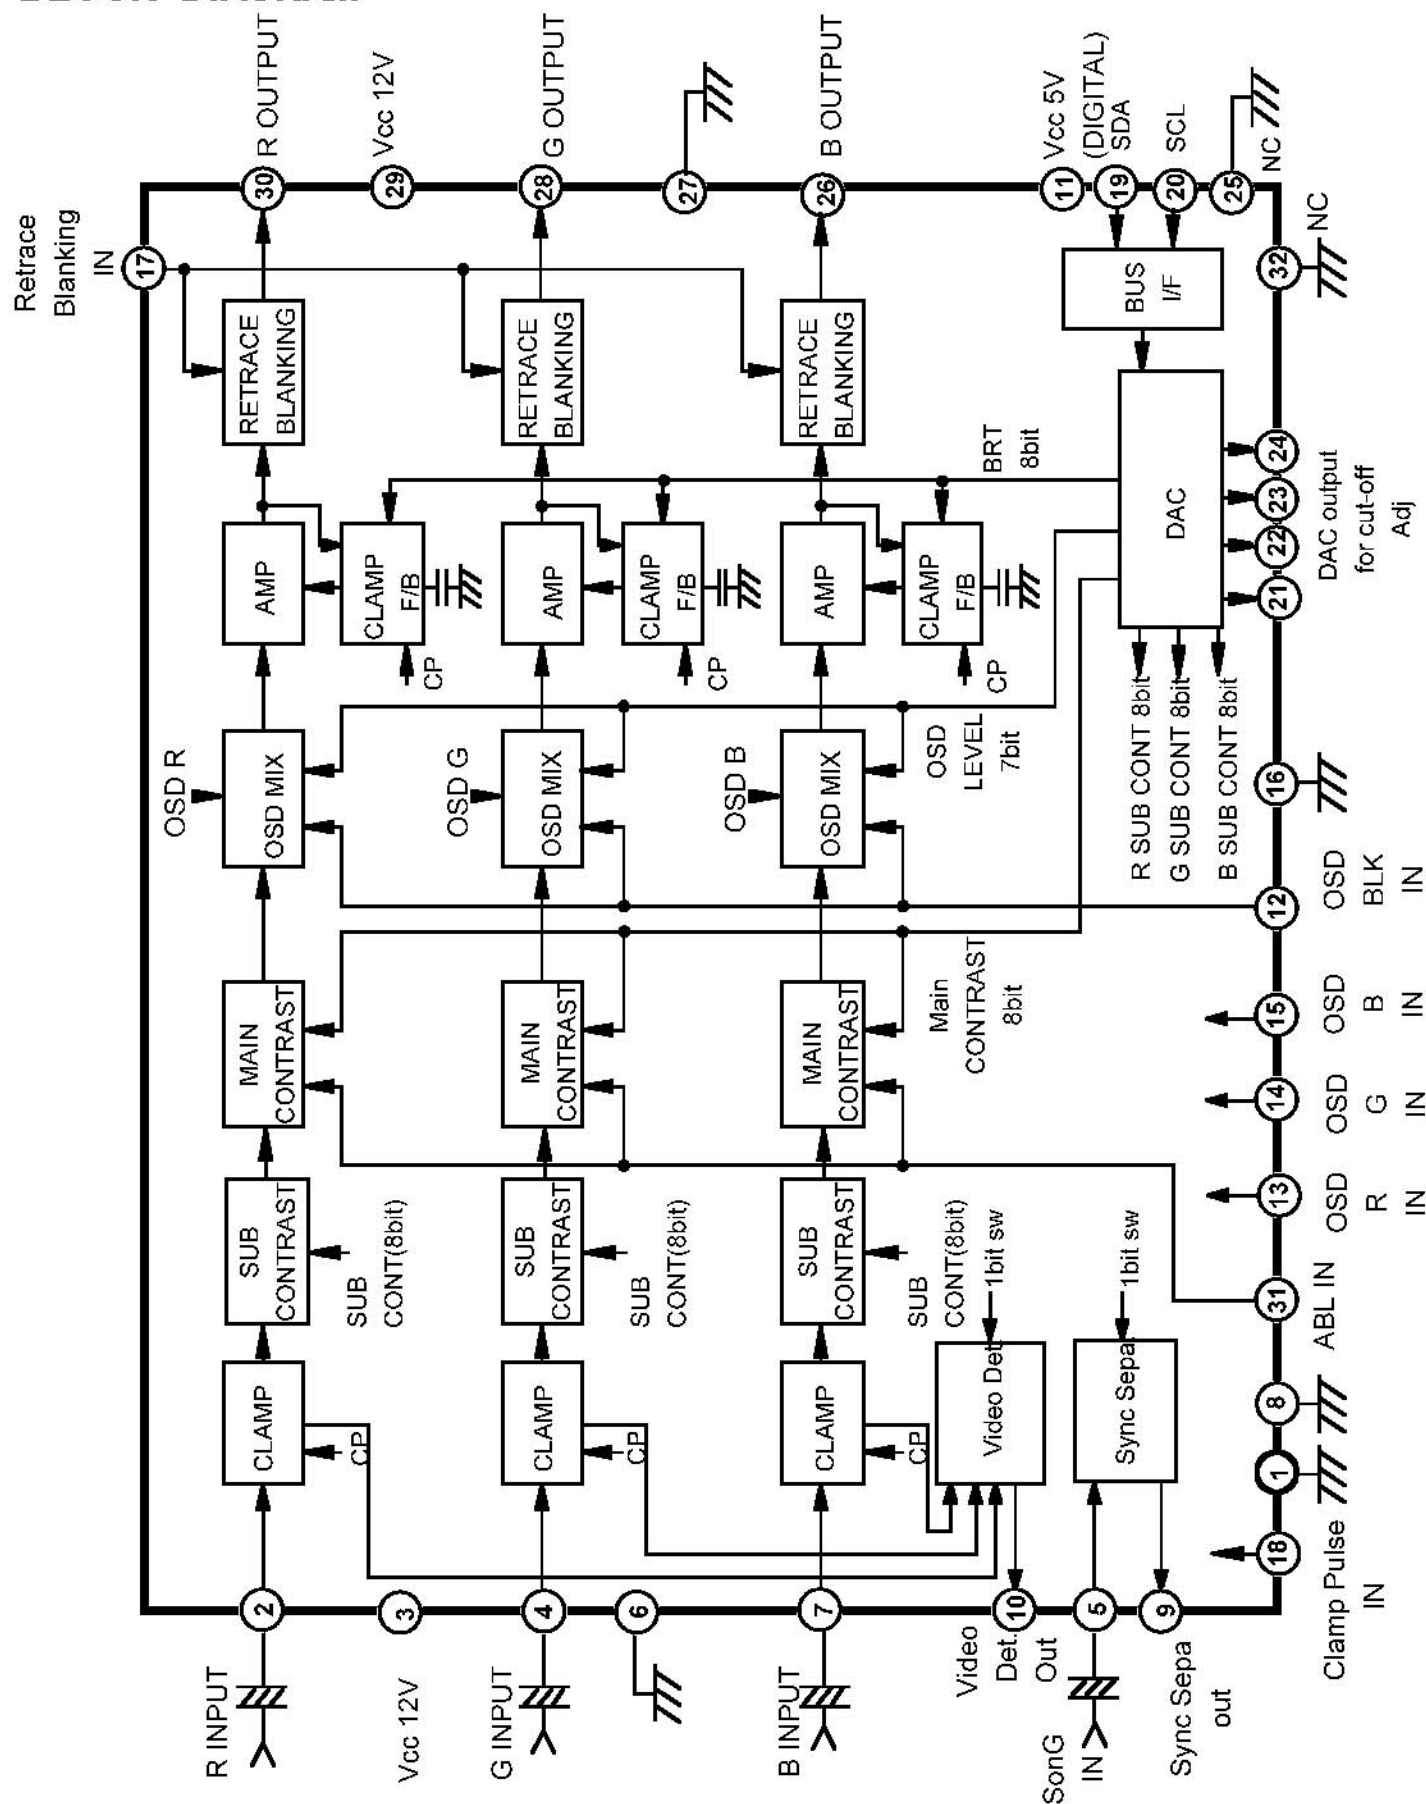 Retrace
Blanking
IN
17
R INPUT
2
CLAMP
CP
SUB
CONTRAST
SUB
CONT(8bit)
MAIN
CONTRAST
OSD R
OSD MIX
AMP
CLAMP
F/B
CP
RETRACE
BLANKING
30
R OUTPUT
Vcc 12V
3
29
Vcc 12V
G INPUT
4
CLAMP
CP
SUB
CONTRAST
SUB
CONT(8bit)
MAIN
CONTRAST
OSD G
OSD MIX
AMP
CLAMP
F/B
CP
RETRACE
BLANKING
28
G OUTPUT
6
27
B INPUT
7
CLAMP
CP
SUB
CONTRAST
SUB
CONT(8bit)
MAIN
CONTRAST
OSD B
OSD MIX
AMP
CLAMP
F/B
CP
RETRACE
BLANKING
26
B OUTPUT
Main
CONTRAST
8bit
OSD
LEVEL
7bit
BRT
8bit
Video
Det.
Out
10
Video Det.
1bit sw
SonG
IN
5
Sync Sepa.
1bit sw
Sync Sepa
out
9
R SUB CONT 8bit
G SUB CONT 8bit
B SUB CONT 8bit
DAC
BUS
I/F
11
Vcc 5V
(DIGITAL)
19
SDA
20
SCL
25
NC
18
Clamp Pulse
IN
1
8
31
ABL IN
13
OSD
R
IN
14
OSD
G
IN
15
OSD
B
IN
12
OSD
BLK
IN
16
21
22
23
24
DAC output
for cut-off
Adj
32
NC